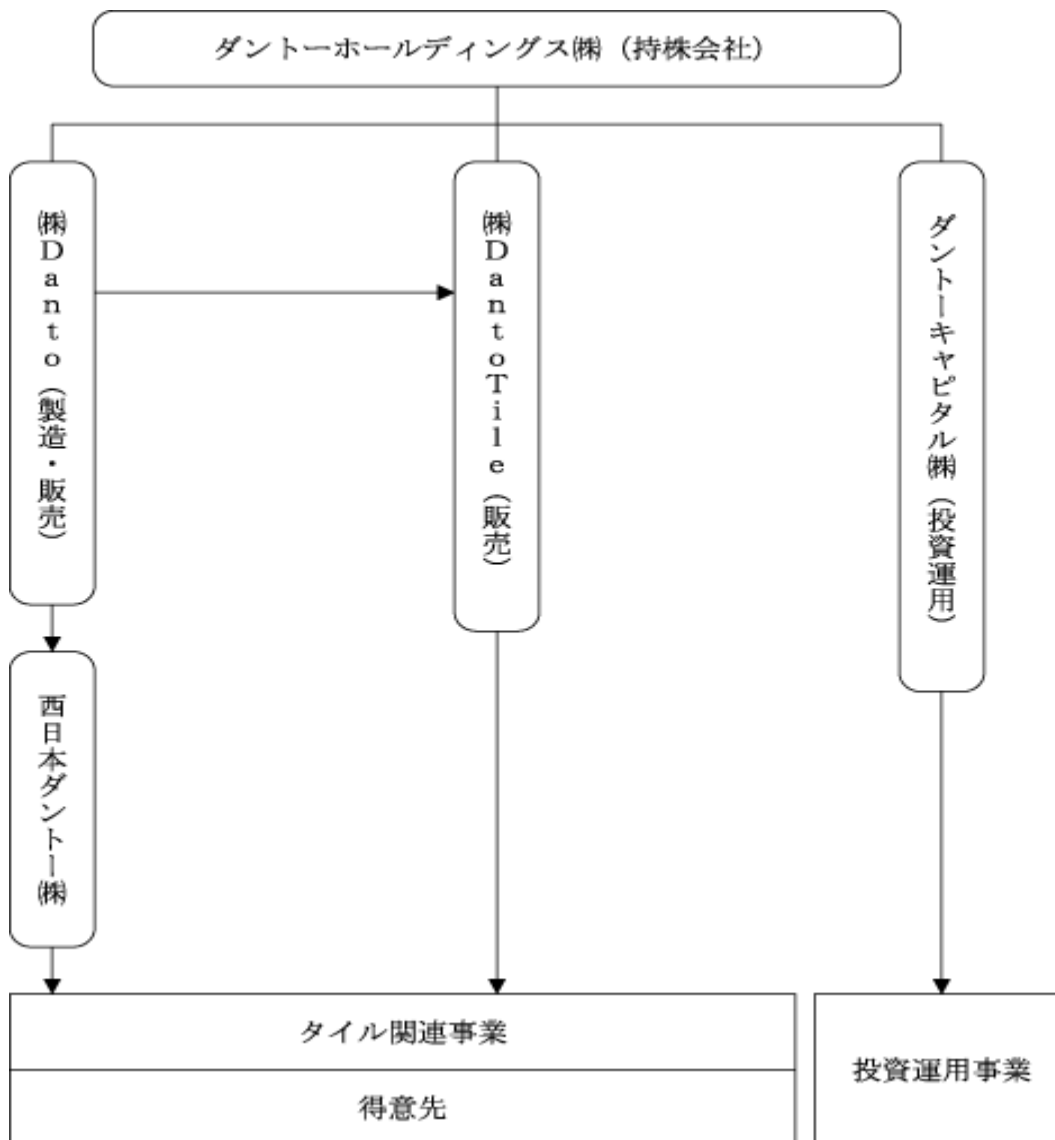 ダントーホールディングス㈱（持株会社）
㈱Ｄａｎｔｏ（製造・販売）
㈱ＤａｎｔｏＴｉｌｅ（販売）
ダントーキャピタル㈱（投資運用）
西日本ダントー㈱
タイル関連事業
得意先
投資運用事業